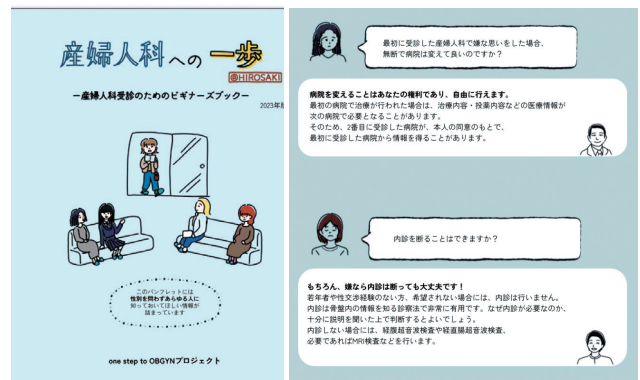 産婦人科への一歩
@HIROSAKI
ー産婦人科受診のためのビギナーズブックー
2023年版
このパンフレットには
性別を問わずあらゆる人に
知っておいてほしい情報が
詰まっています
one step to OBGYNプロジェクト
最初に受診した産婦人科で嫌な思いをした場合、
無断で病院は変えて良いのですか？
病院を変えることはあなたの権利であり、自由に行えます。
最初の病院で治療が行われた場合は、治療内容・投薬内容などの医療情報が
次の病院で必要となることがあります。
そのため、2番目に受診した病院が、本人の同意のもとで、
最初に受診した病院から情報を得ることがあります。
内診を断ることはできますか？
もちろん、嫌なら内診は断っても大丈夫です！
若年者や性交渉経験のない方、希望されない場合には、内診は行いません。
内診は骨盤内の情報を知る診察法で非常に有用です。なぜ内診が必要なのか、
十分に説明を聞いた上で判断するとよいでしょう。
内診しない場合には、経腹超音波検査や経直腸超音波検査、
必要であればMRI検査などを行います。